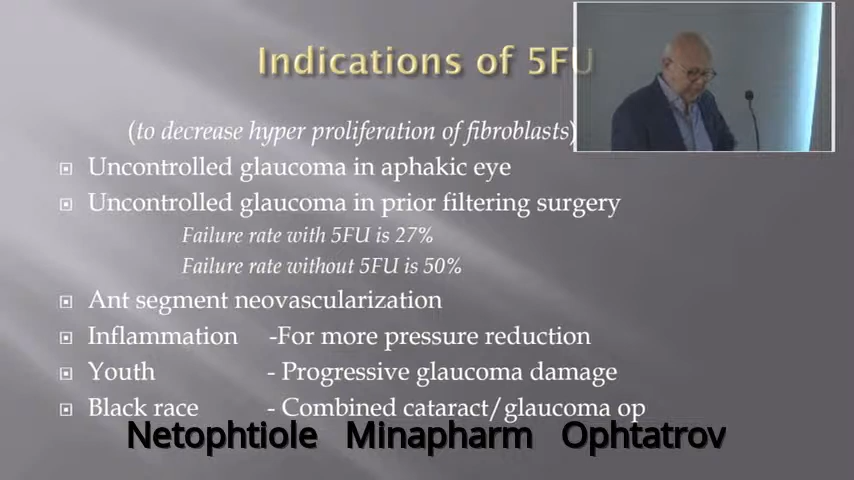 Indications of 5FU
(to decrease hyper proliferation of fibroblasts)
Uncontrolled glaucoma in aphakic eye
Uncontrolled glaucoma in prior filtering surgery
Failure rate with 5FU is 27%
Failure rate without 5FU is 50%
Ant segment neovascularization
Inflammation -For more pressure reduction
Youth - Progressive glaucoma damage
Black race - Combined cataract/glaucoma op
Netophtiole Minapharm Ophtatrov